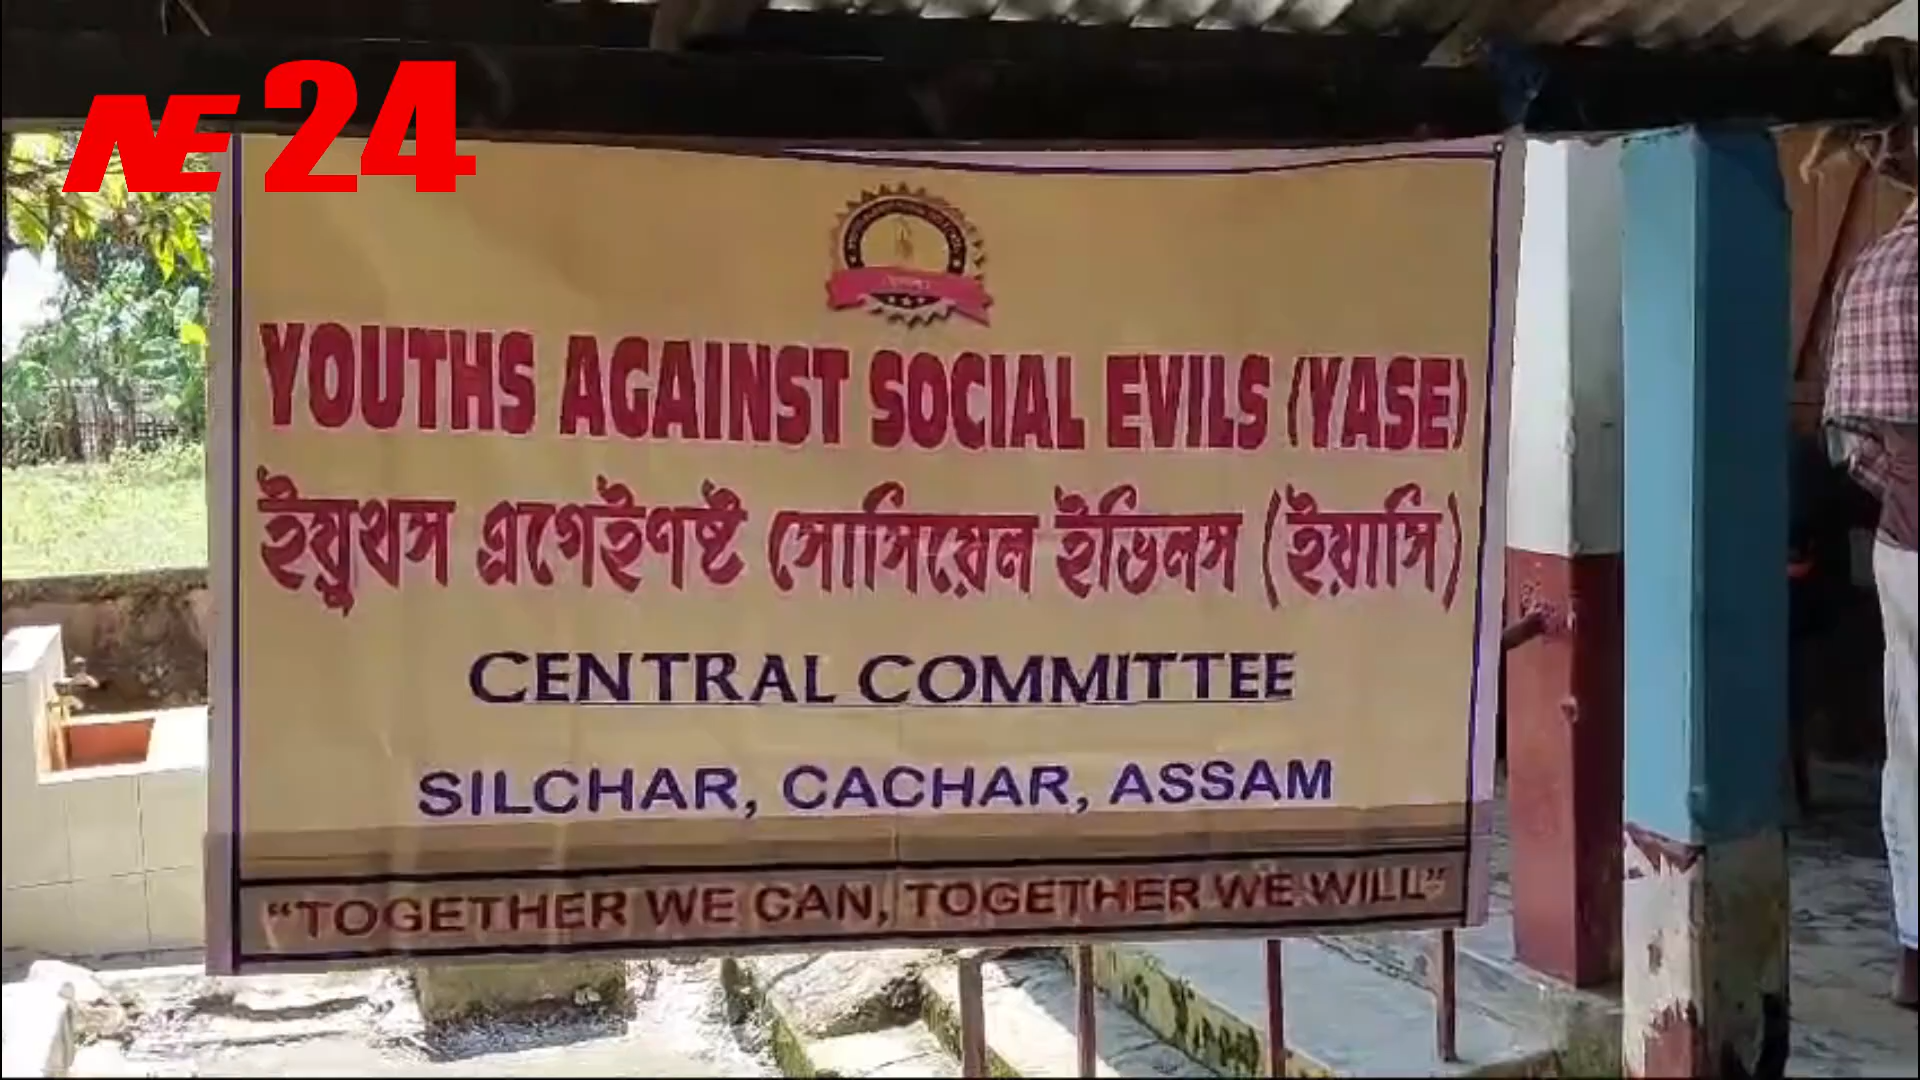 NE 24
YOUTHS AGAINST SOCIAL EVILS (YASE)
ইয়ুথস এগেইণষ্ট সোসিয়েল ইভিলস (ইয়াসি)
CENTRAL COMMITTEE
SILCHAR, CACHAR, ASSAM
“TOGETHER WE CAN, TOGETHER WE WILL”